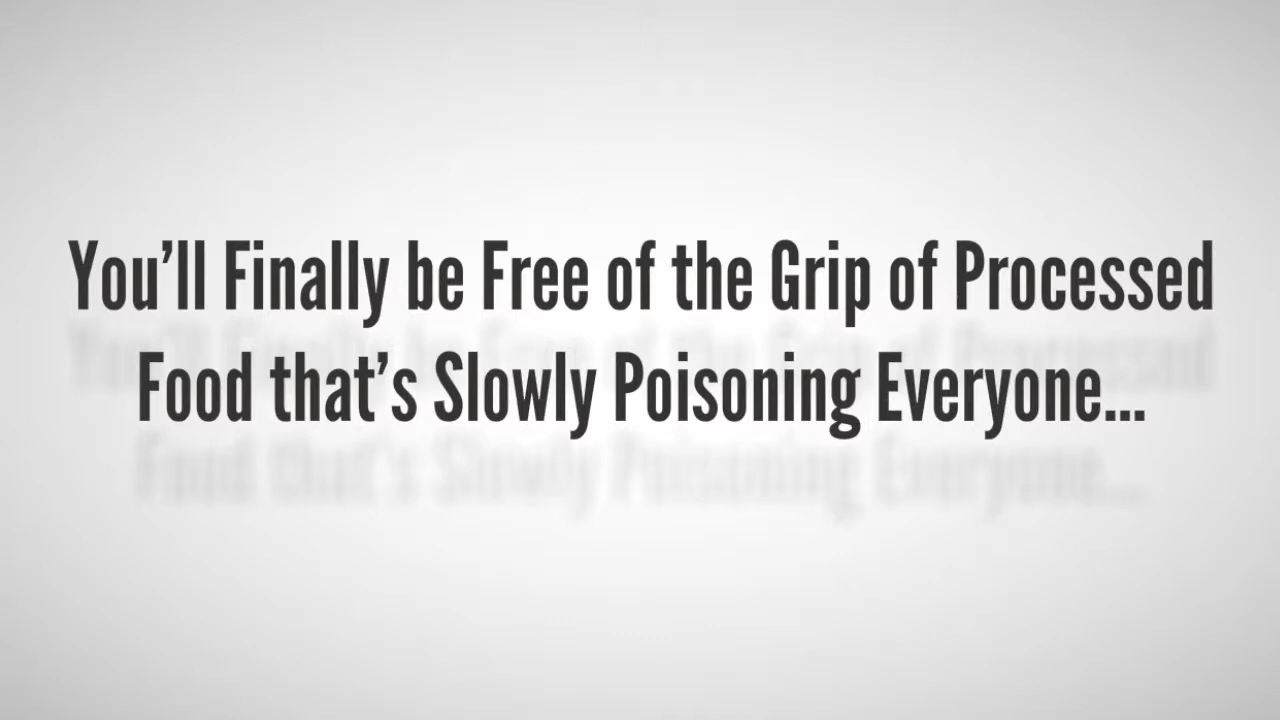 You’ll Finally be Free of the Grip of Processed
Food that’s Slowly Poisoning Everyone...